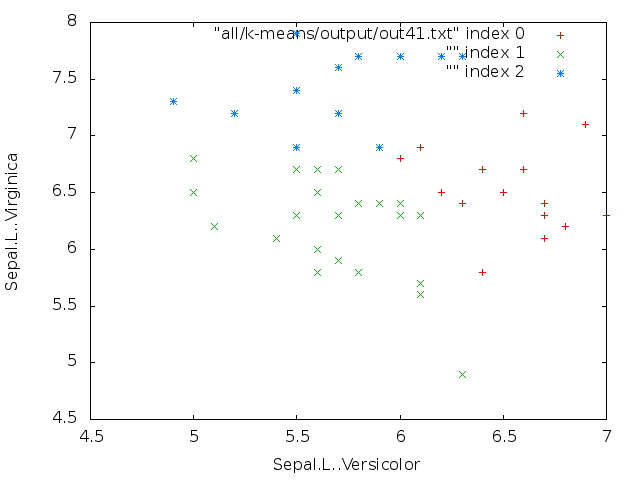 "all/k-means/output/out41.txt" index 0
"" index 1
"" index 2
8
7.5
7
6.5
6
5.5
5
4.5
4.5 5 5.5 6 6.5 7
Sepal.L..Virginica
Sepal.L..Versicolor